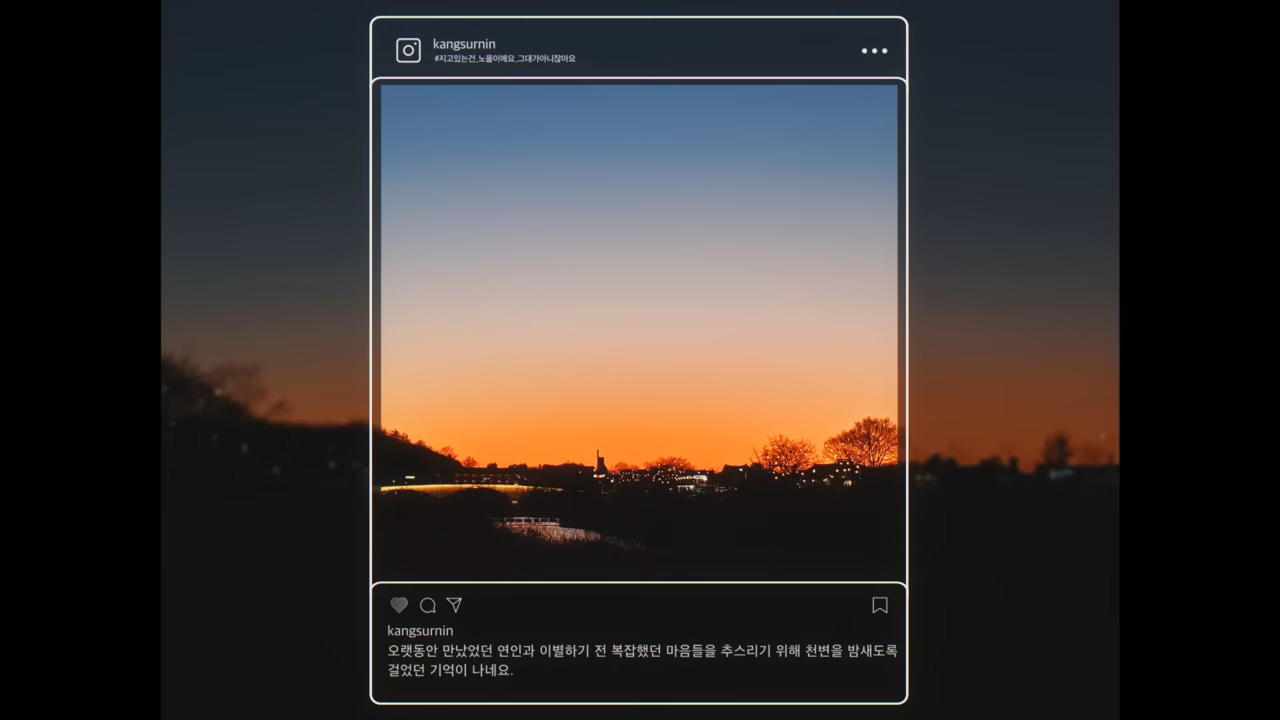 kangsurnin
#지고있는건_노을이에요_그대가아니잖아요
kangsurnin
오랫동안 만났었던 연인과 이별하기 전 복잡했던 마음들을 추스리기 위해 천변을 밤새도록
걸었던 기억이 나네요.